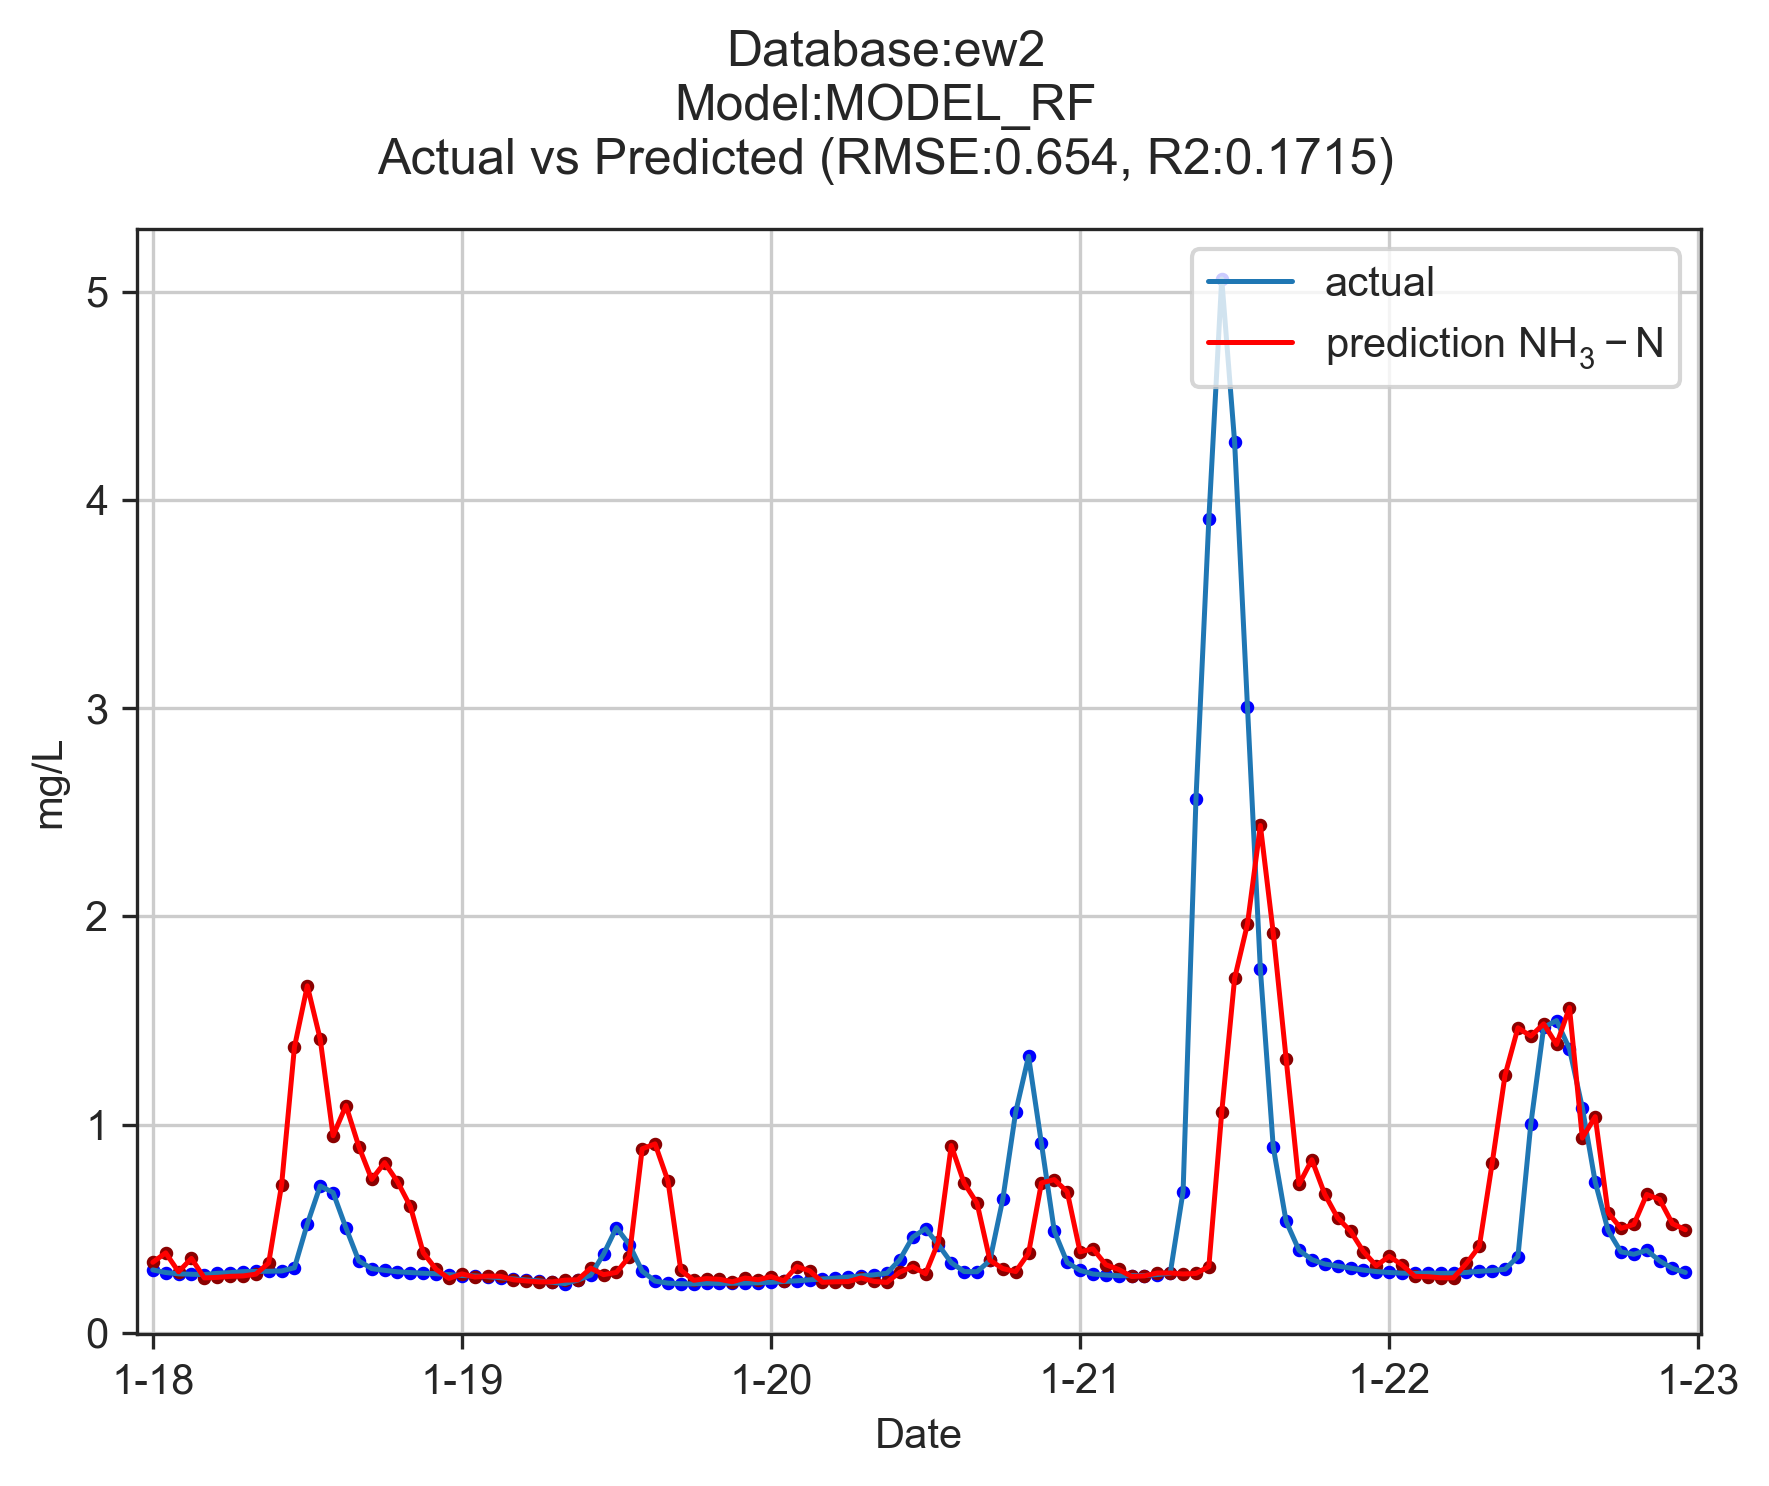 Database:ew2
Model:MODEL_RF
Actual vs Predicted (RMSE:0.654, R2:0.1715)
actual
prediction NH₃ − N
5
4
3
2
1
0
mg/L
1-18 1-19 1-20 1-21 1-22 1-23
Date